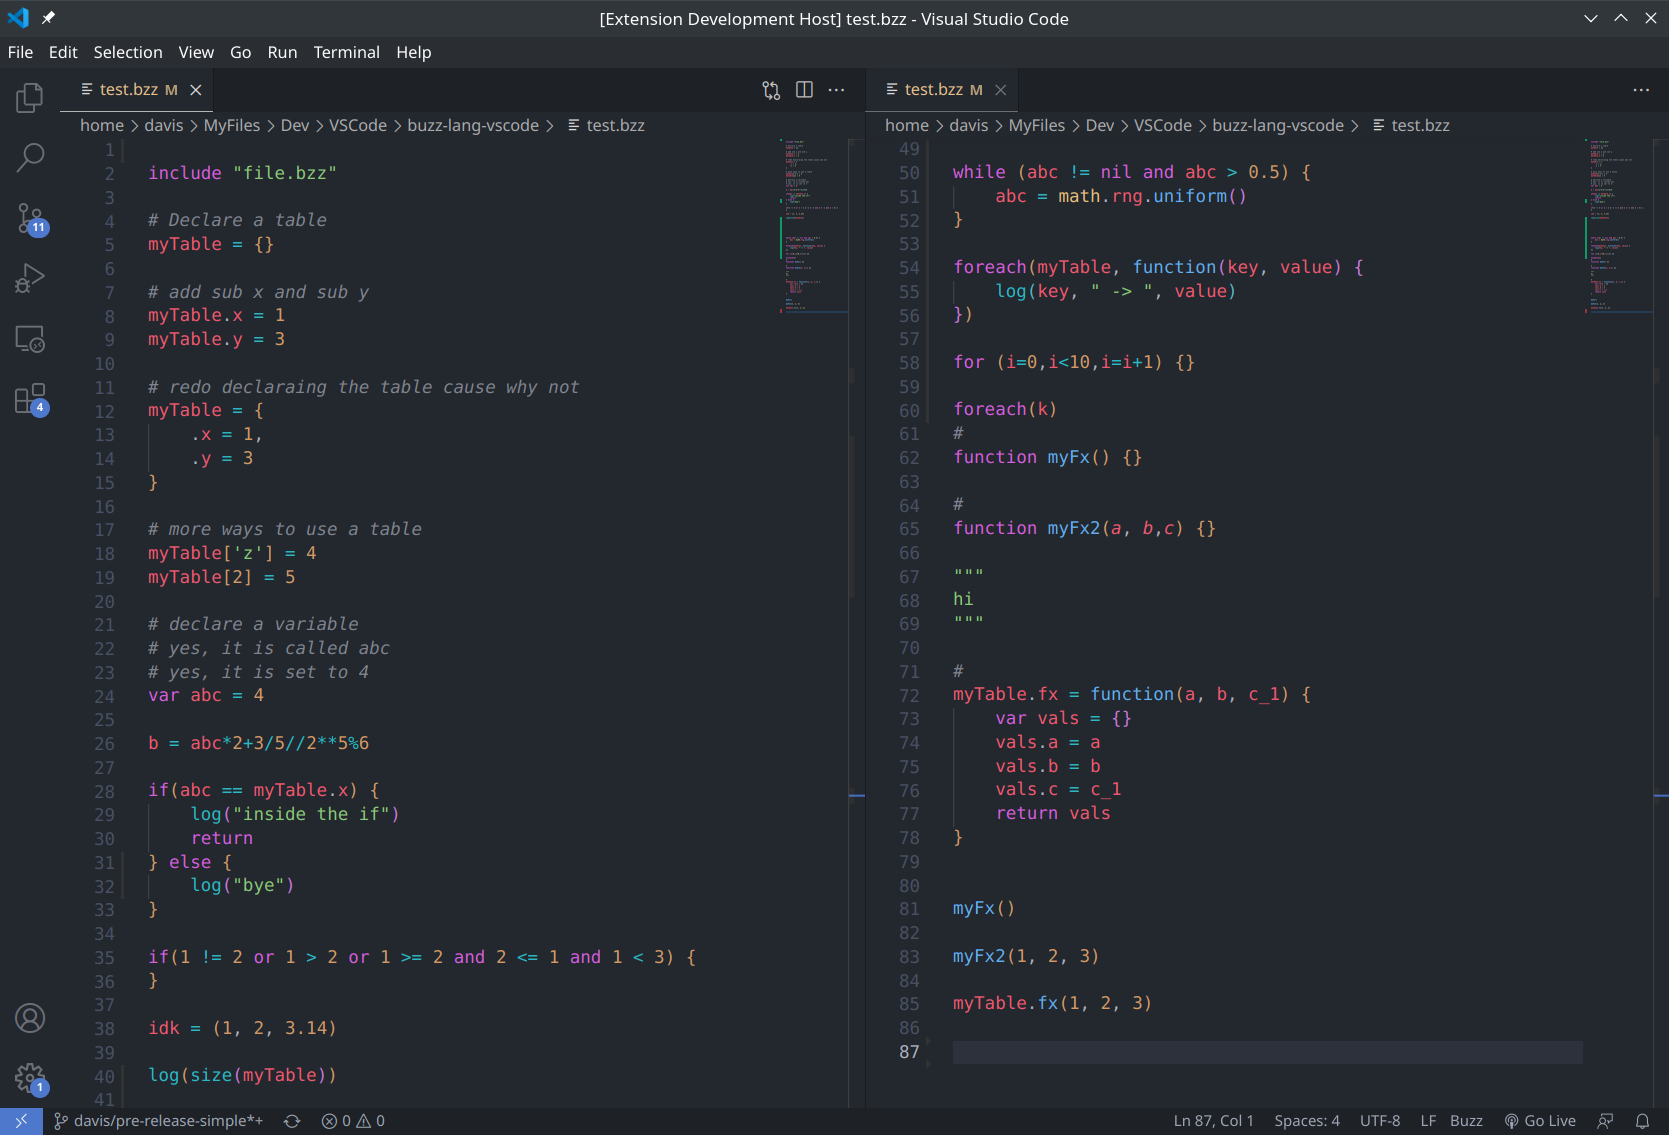 [Extension Development Host] test.bzz - Visual Studio Code
File Edit Selection View Go Run Terminal Help
test.bzz M
home > davis > MyFiles > Dev > VSCode > buzz-lang-vscode > test.bzz
1
2 include "file.bzz"
3
4 # Declare a table
5 myTable = {}
6
7 # add sub x and sub y
8 myTable.x = 1
9 myTable.y = 3
10
11 # redo declaraing the table cause why not
12 myTable = {
13 .x = 1,
14 .y = 3
15 }
16
17 # more ways to use a table
18 myTable['z'] = 4
19 myTable[2] = 5
20
21 # declare a variable
22 # yes, it is called abc
23 # yes, it is set to 4
24 var abc = 4
25
26 b = abc*2+3/5//2**5%6
27
28 if(abc == myTable.x) {
29 log("inside the if")
30 return
31 } else {
32 log("bye")
33 }
34
35 if(1 != 2 or 1 > 2 or 1 >= 2 and 2 <= 1 and 1 < 3) {
36 }
37
38 idk = (1, 2, 3.14)
39
40 log(size(myTable))
41
test.bzz M
home > davis > MyFiles > Dev > VSCode > buzz-lang-vscode > test.bzz
49
50 while (abc != nil and abc > 0.5) {
51 abc = math.rng.uniform()
52 }
53
54 foreach(myTable, function(key, value) {
55 log(key, " -> ", value)
56 })
57
58 for (i=0,i<10,i=i+1) {}
59
60 foreach(k)
61 #
62 function myFx() {}
63
64 #
65 function myFx2(a, b,c) {}
66
67 """
68 hi
69 """
70
71 #
72 myTable.fx = function(a, b, c_1) {
73 var vals = {}
74 vals.a = a
75 vals.b = b
76 vals.c = c_1
77 return vals
78 }
79
80
81 myFx()
82
83 myFx2(1, 2, 3)
84
85 myTable.fx(1, 2, 3)
86
87
11
4
1
davis/pre-release-simple*+ 0 0 Ln 87, Col 1 Spaces: 4 UTF-8 LF Buzz Go Live